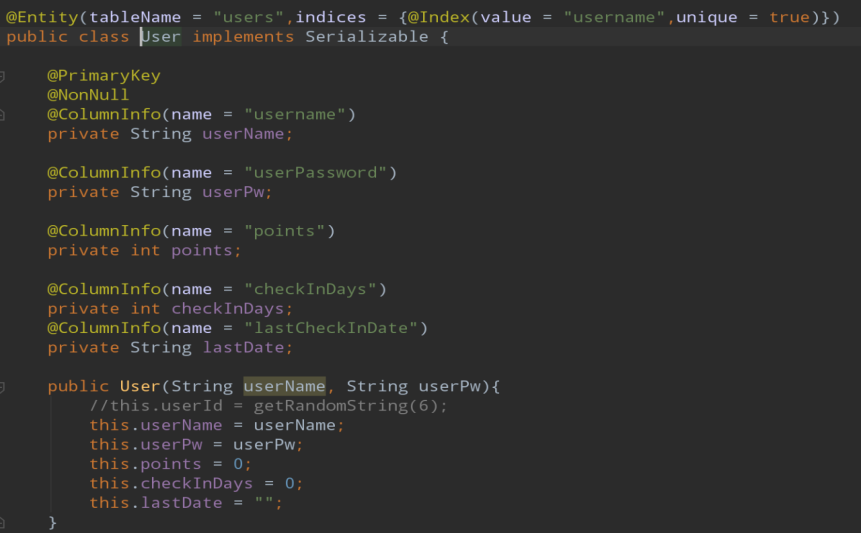 @Entity(tableName = "users",indices = {@Index(value = "username",unique = true)})
public class User implements Serializable {
@PrimaryKey
@NonNull
@ColumnInfo(name = "username")
private String userName;
@ColumnInfo(name = "userPassword")
private String userPw;
@ColumnInfo(name = "points")
private int points;
@ColumnInfo(name = "checkInDays")
private int checkInDays;
@ColumnInfo(name = "lastCheckInDate")
private String lastDate;
public User(String userName, String userPw){
//this.userId = getRandomString(6);
this.userName = userName;
this.userPw = userPw;
this.points = 0;
this.checkInDays = 0;
this.lastDate = "";
}